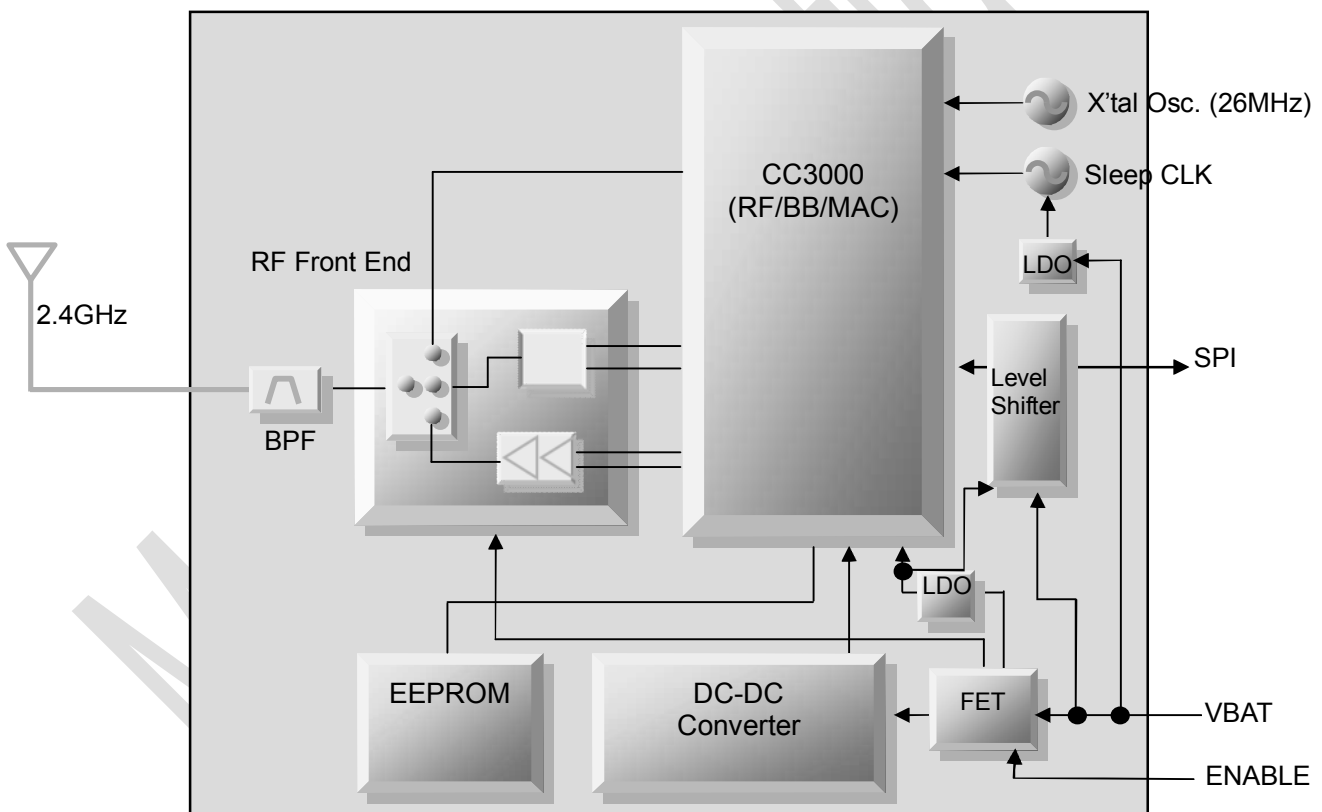 CC3000
(RF/BB/MAC)
X'tal Osc. (26MHz)
Sleep CLK
LDO
RF Front End
2.4GHz
BPF
Level
Shifter
SPI
LDO
EEPROM
DC-DC
Converter
FET
VBAT
ENABLE